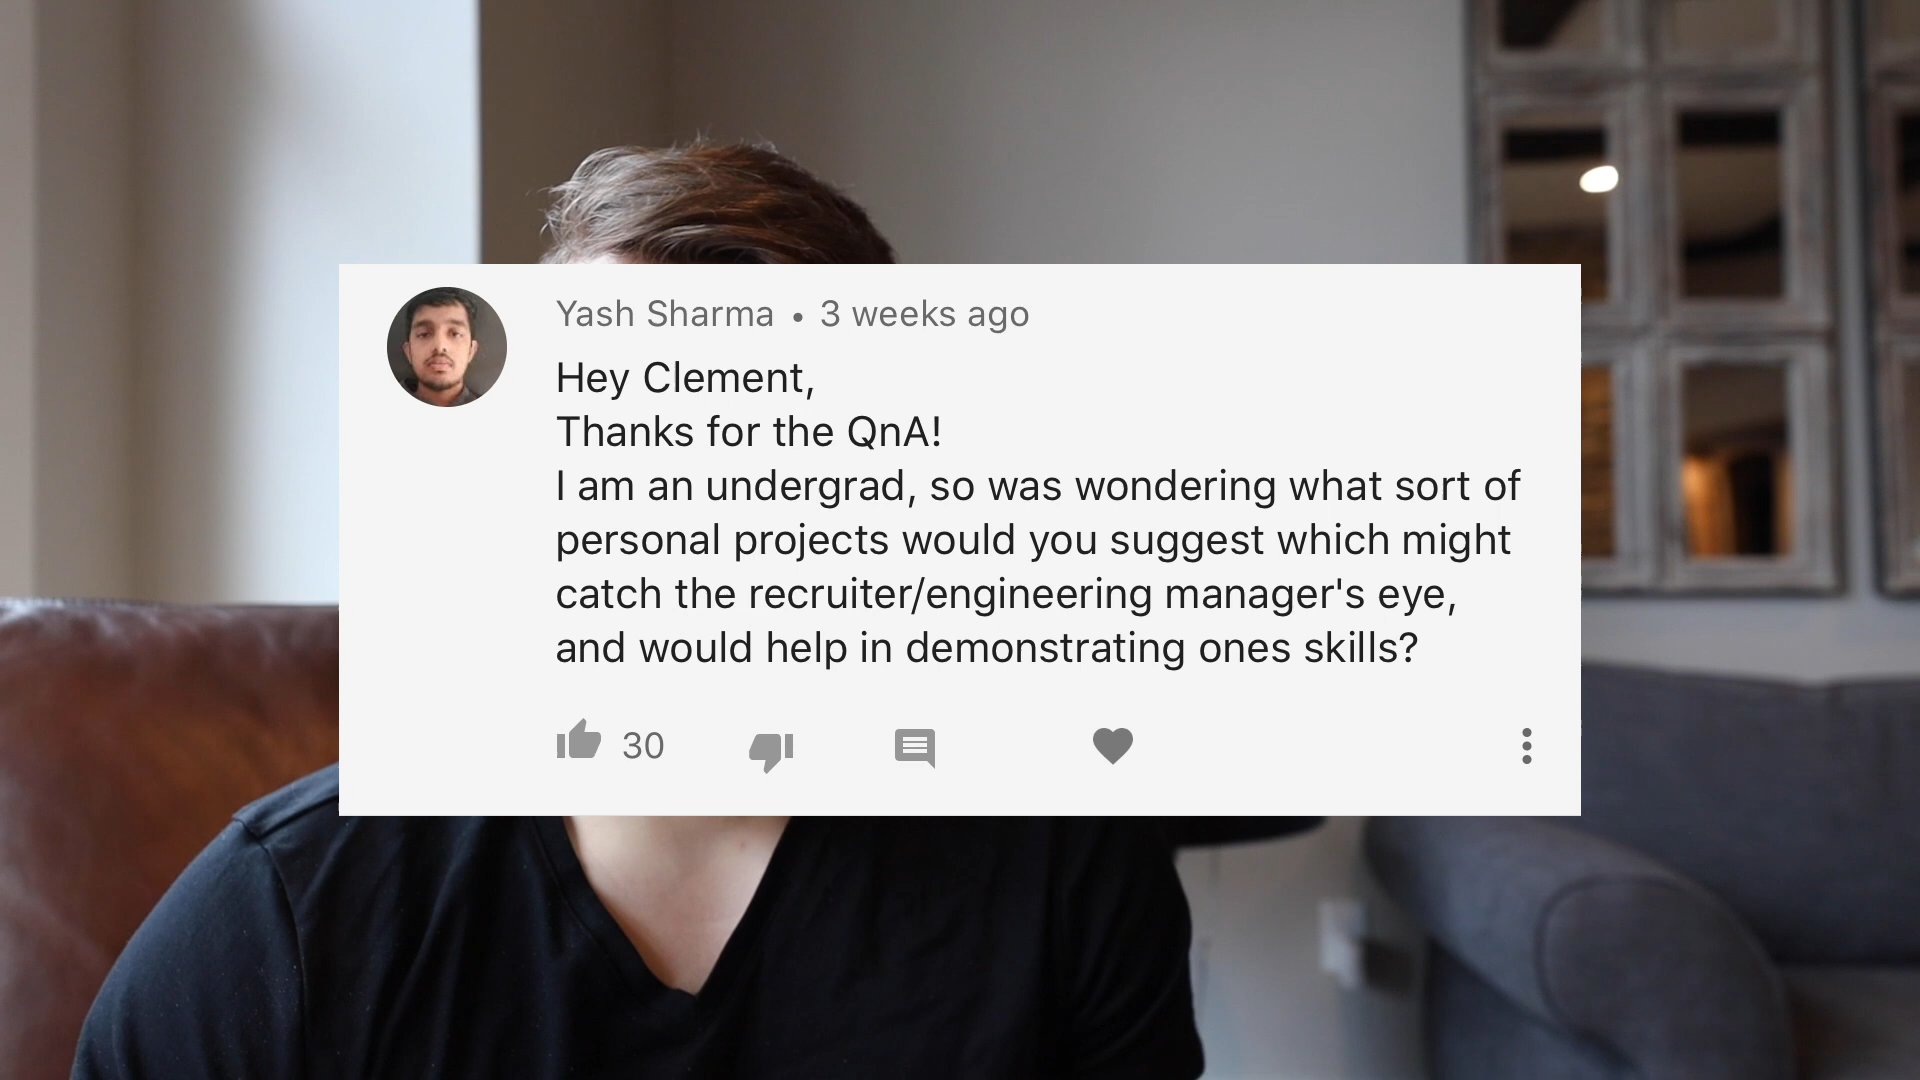 Yash Sharma • 3 weeks ago
Hey Clement,
Thanks for the QnA!
I am an undergrad, so was wondering what sort of
personal projects would you suggest which might
catch the recruiter/engineering manager's eye,
and would help in demonstrating ones skills?
30